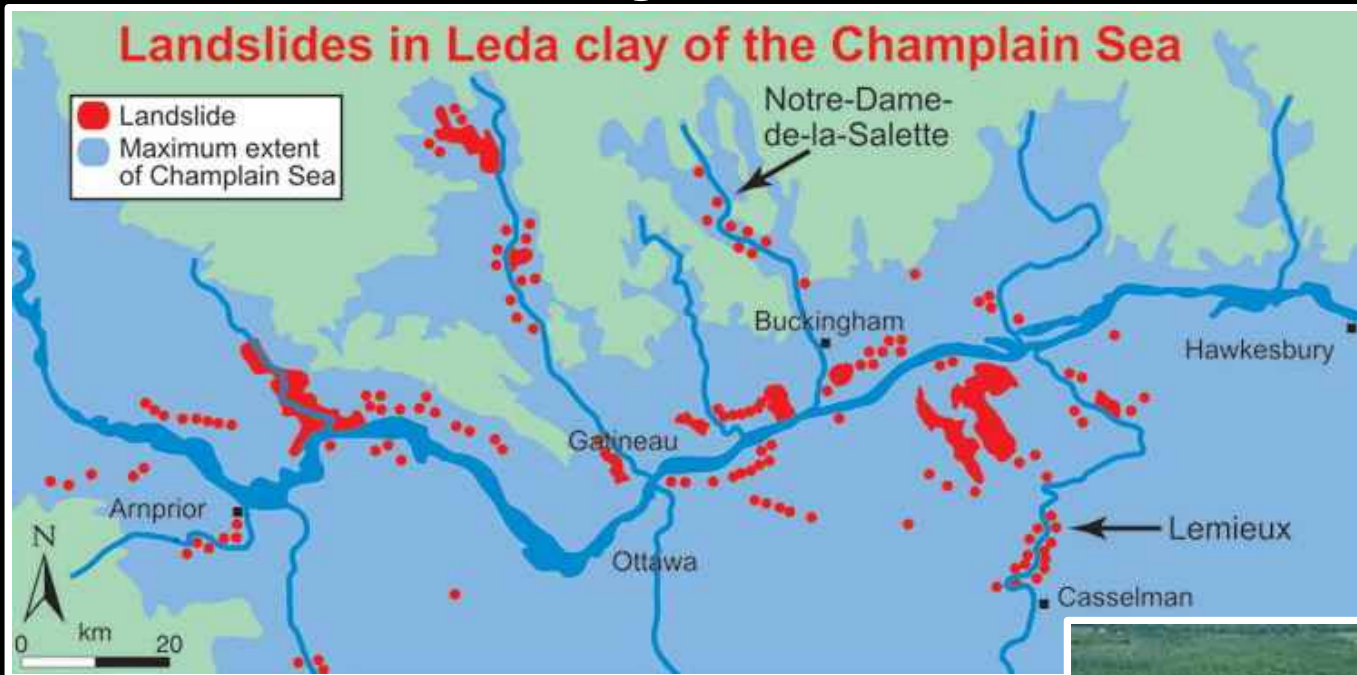 Landslides in Leda clay of the Champlain Sea
Landslide
Maximum extent
of Champlain Sea
Notre-Dame-
de-la-Salette
Buckingham
Hawkesbury
Gatineau
Arnprior
Lemieux
Ottawa
Casselman
N
km
0 20